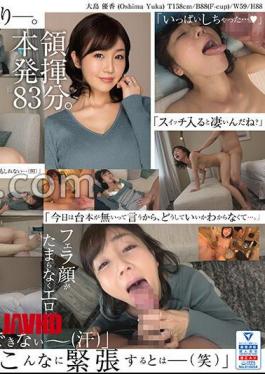 大島 優香 (Oshima Yuka) T158cm/B88(F-cup)/W59/H88
り―。
本領
発揮
83分。
「いっぱいしちゃった…♥」
「スイッチ入ると凄いんだね?」
「今日は台本が無いって言うから、どうしていいかわからなくて…。」
フェラ顔が
たまらなくエロ
JAVHD
できない―(汗)」
こんなに緊張するとは―(笑)」